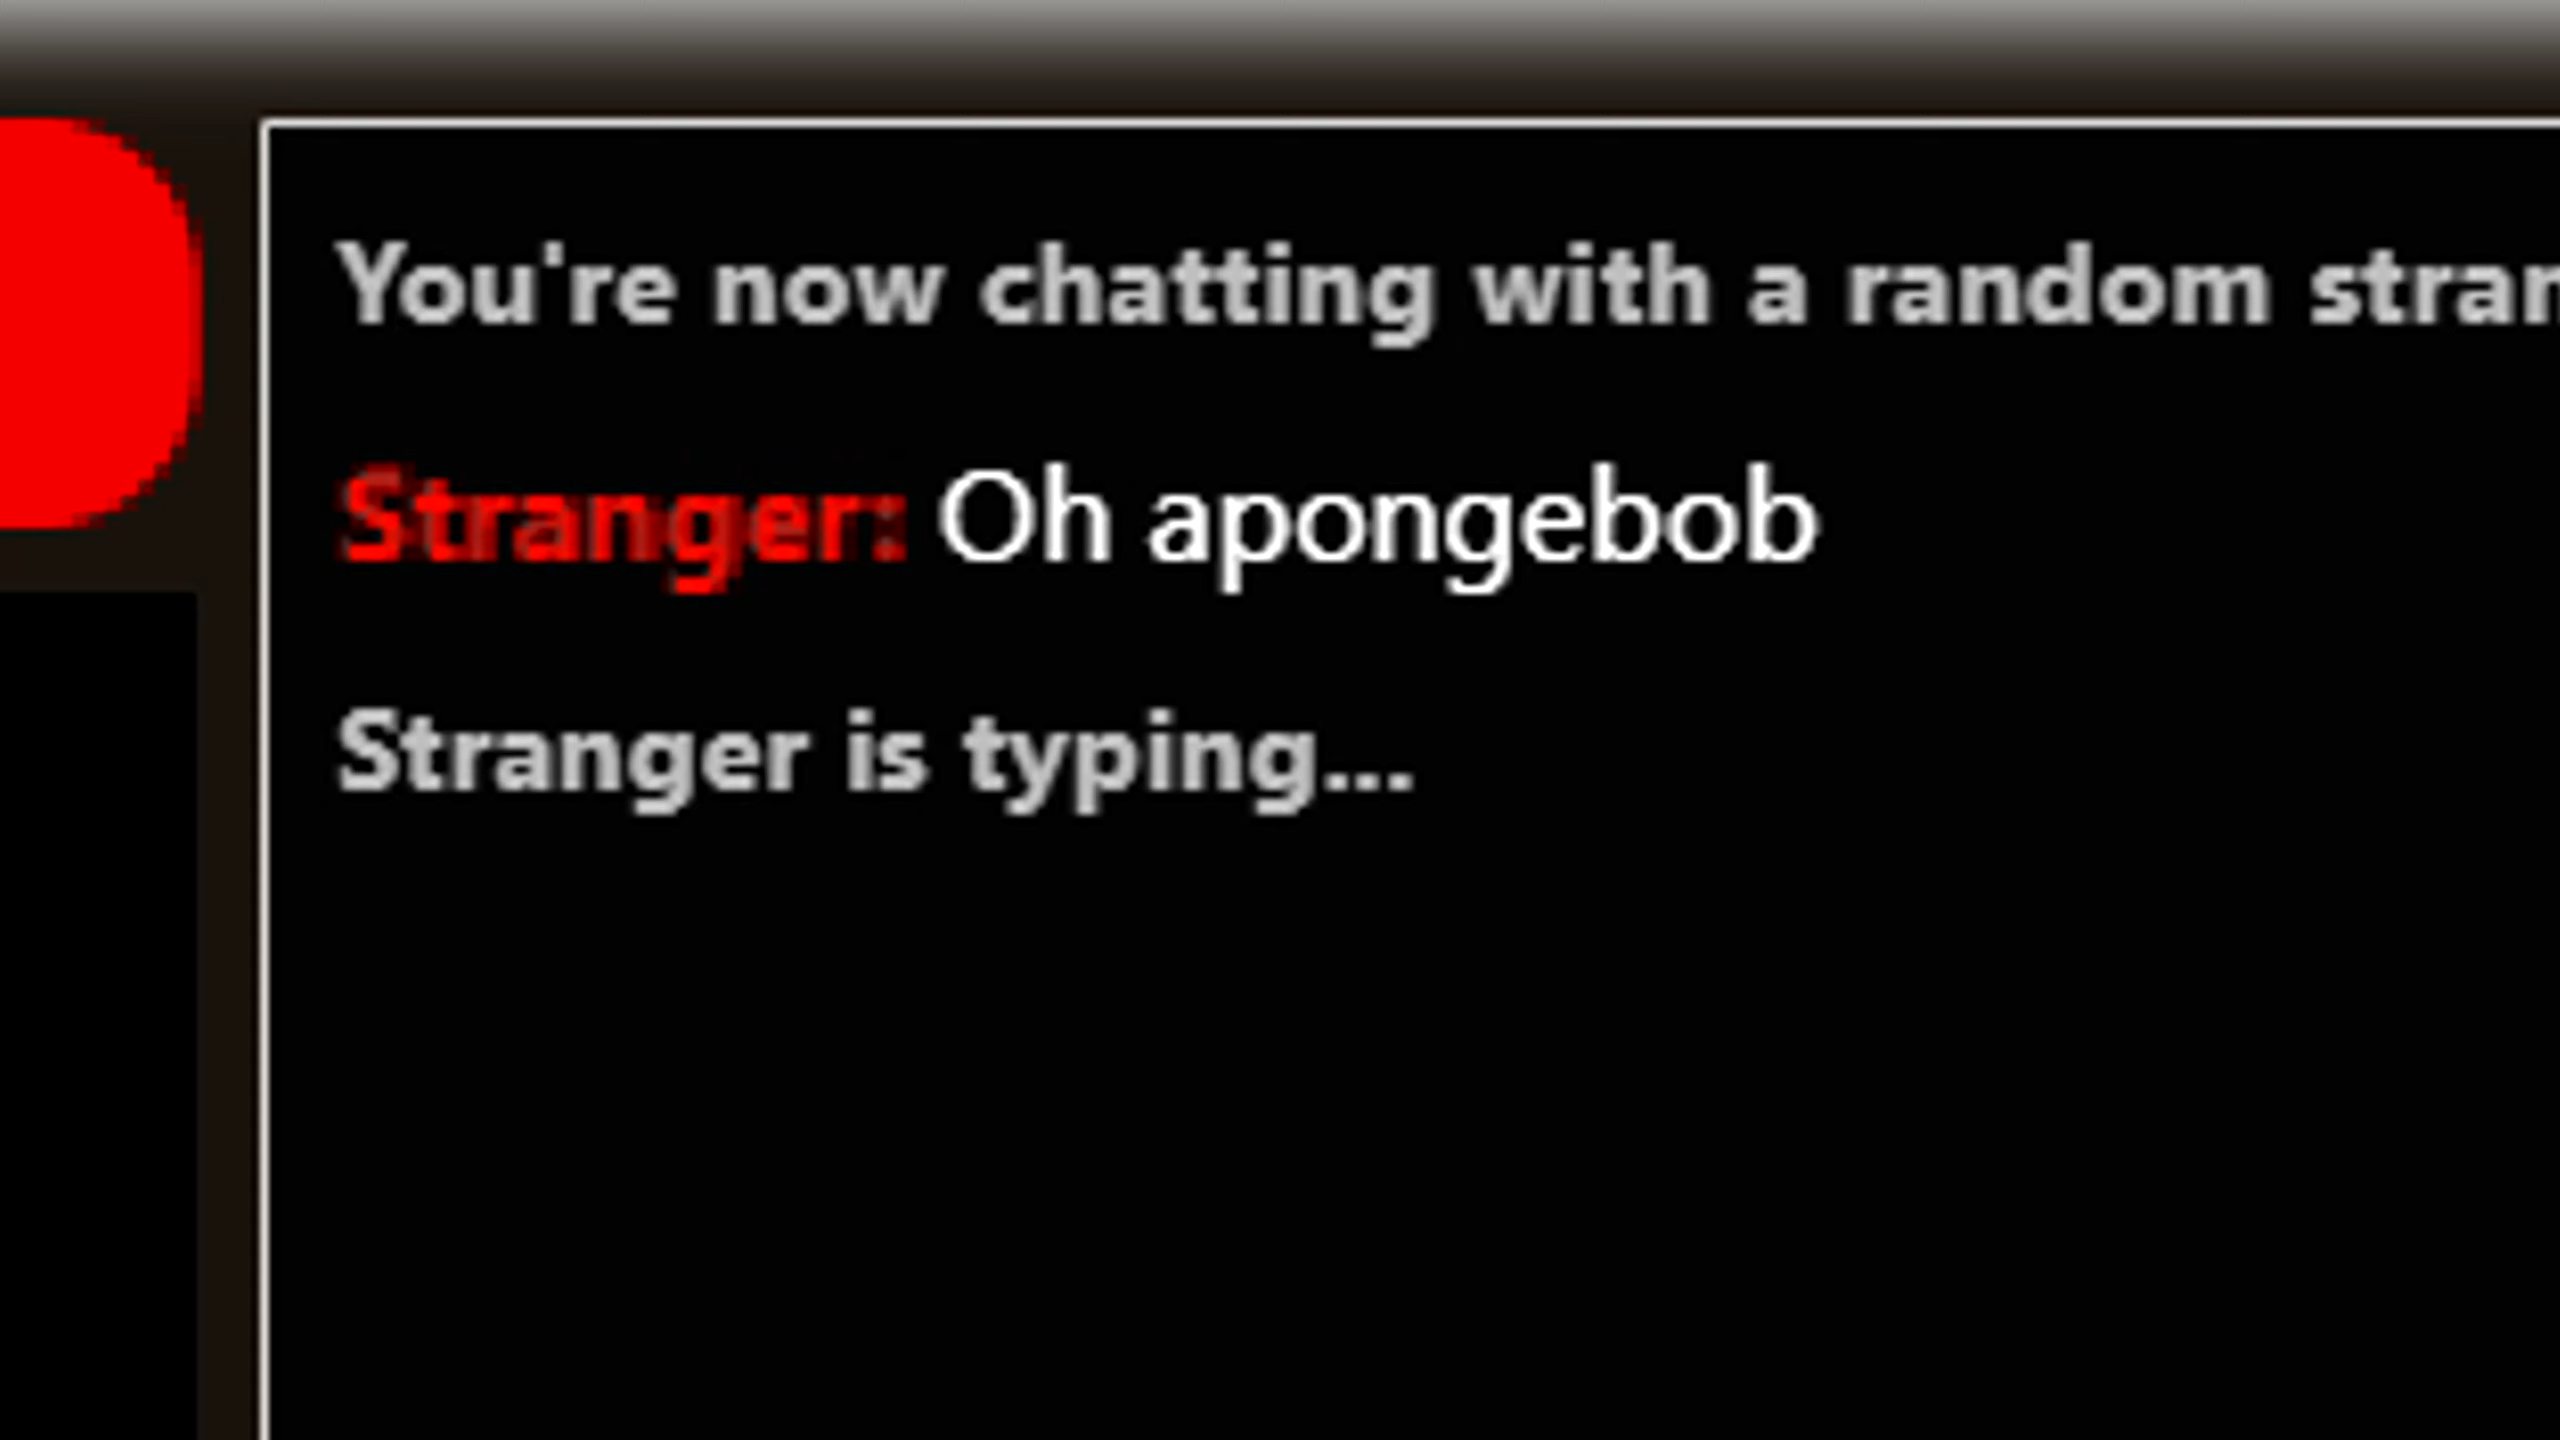 You're now chatting with a random stran
Stranger: Oh apongebob
Stranger is typing...